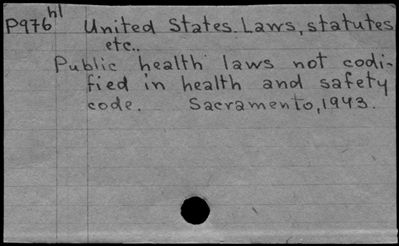 P976 hl United States. Laws, statutes
etc..
Public health laws not codi-
fied in health and safety
code. Sacramento, 1943.